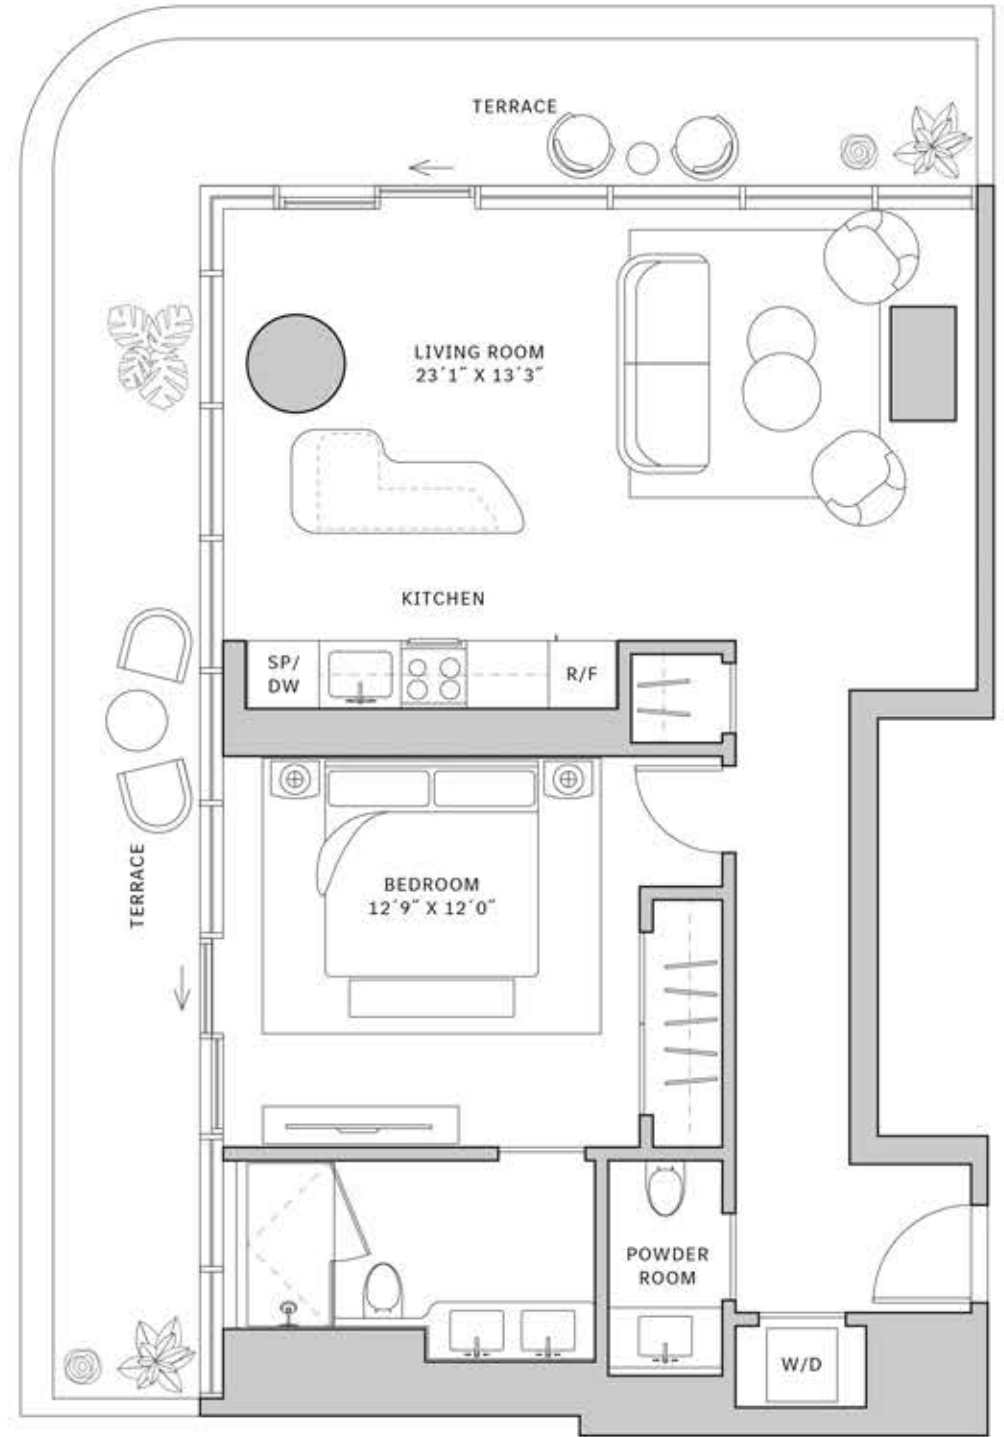 TERRACE
LIVING ROOM
23´1˝ X 13´3˝
KITCHEN
SP/
DW
R/F
BEDROOM
12´9˝ X 12´0˝
TERRACE
POWDER
ROOM
W/D